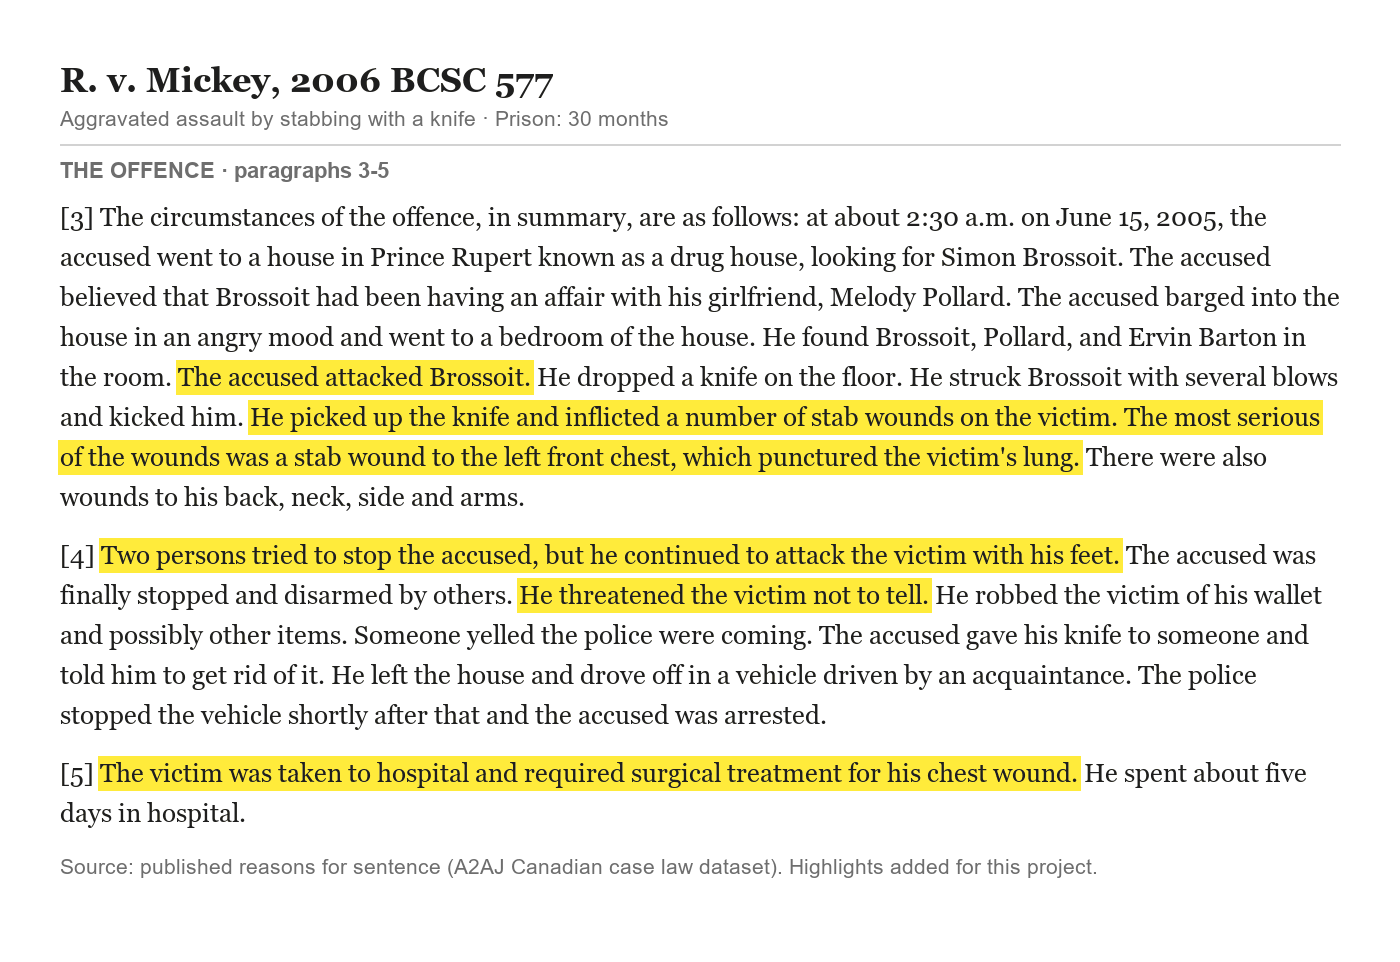 R. v. Mickey, 2006 BCSC 577
Aggravated assault by stabbing with a knife · Prison: 30 months
THE OFFENCE · paragraphs 3-5
[3] The circumstances of the offence, in summary, are as follows: at about 2:30 a.m. on June 15, 2005, the
accused went to a house in Prince Rupert known as a drug house, looking for Simon Brossoit. The accused
believed that Brossoit had been having an affair with his girlfriend, Melody Pollard. The accused barged into the
house in an angry mood and went to a bedroom of the house. He found Brossoit, Pollard, and Ervin Barton in
the room. The accused attacked Brossoit. He dropped a knife on the floor. He struck Brossoit with several blows
and kicked him. He picked up the knife and inflicted a number of stab wounds on the victim. The most serious
of the wounds was a stab wound to the left front chest, which punctured the victim's lung. There were also
wounds to his back, neck, side and arms.
[4] Two persons tried to stop the accused, but he continued to attack the victim with his feet. The accused was
finally stopped and disarmed by others. He threatened the victim not to tell. He robbed the victim of his wallet
and possibly other items. Someone yelled the police were coming. The accused gave his knife to someone and
told him to get rid of it. He left the house and drove off in a vehicle driven by an acquaintance. The police
stopped the vehicle shortly after that and the accused was arrested.
[5] The victim was taken to hospital and required surgical treatment for his chest wound. He spent about five
days in hospital.
Source: published reasons for sentence (A2AJ Canadian case law dataset). Highlights added for this project.